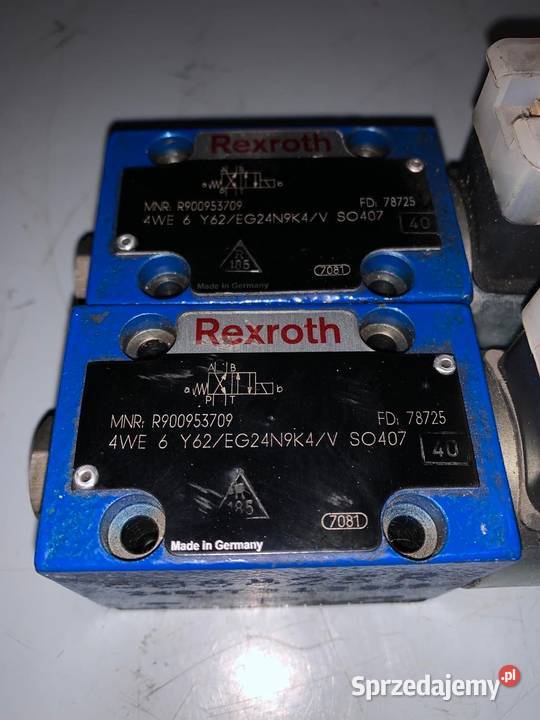 Rexroth
a b
MNR: R900953709 FD: 78725
4WE 6 Y62/EG24N9K4/V SO407 40
R
185
7081
Made in Germany
Rexroth
A B
a b
P T
MNR: R900953709 FD: 78725
4WE 6 Y62/EG24N9K4/V SO407 40
R
185
7081
Made in Germany
Sprzedajemy.pl